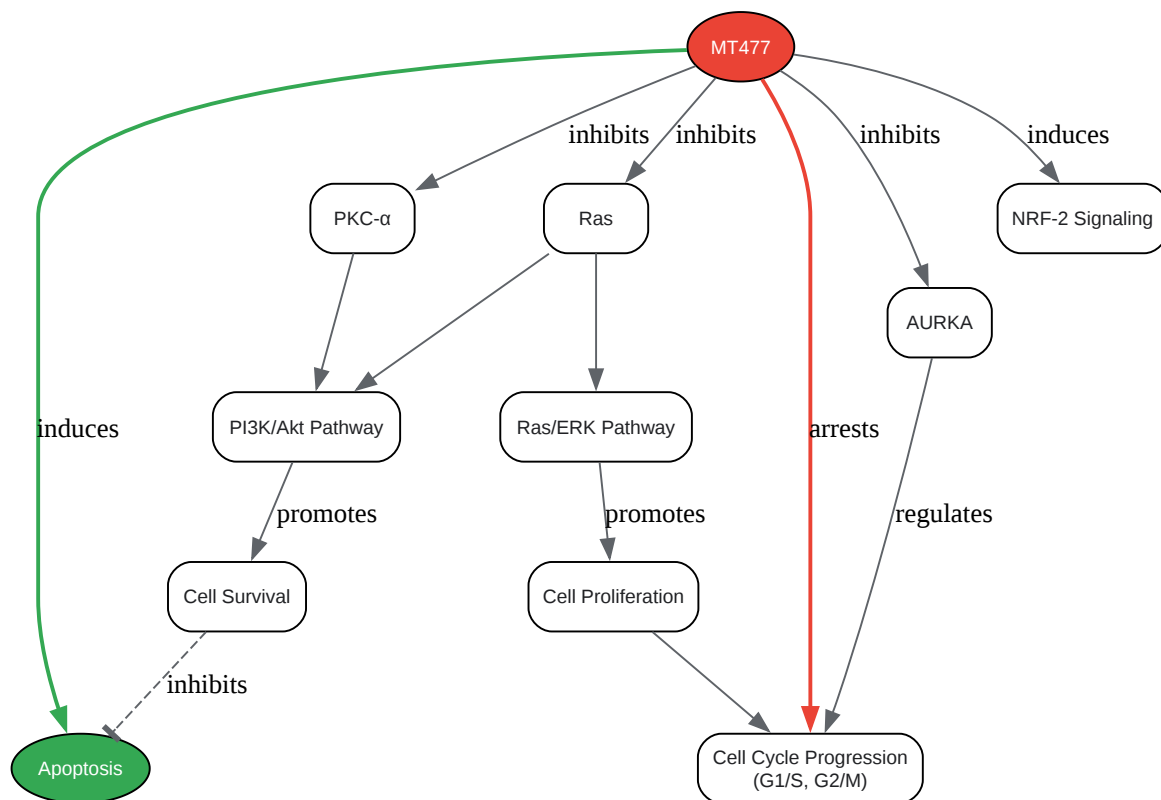 MT477
inhibits
inhibits
inhibits
induces
PKC-α
Ras
NRF-2 Signaling
AURKA
induces
PI3K/Akt Pathway
Ras/ERK Pathway
arrests
promotes
promotes
regulates
Cell Survival
Cell Proliferation
inhibits
Apoptosis
Cell Cycle Progression
(G1/S, G2/M)